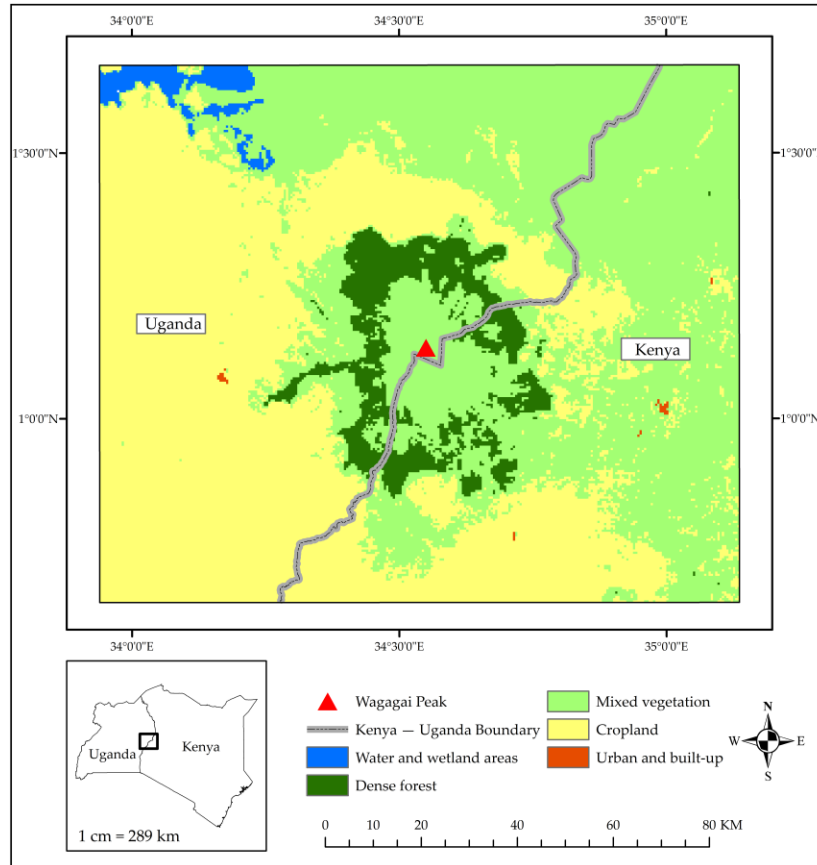 34°0'0"E 34°30'0"E 35°0'0"E
1°30'0"N 1°30'0"N
Uganda
Kenya
1°0'0"N 1°0'0"N
34°0'0"E 34°30'0"E 35°0'0"E
Uganda
Kenya
1 cm = 289 km
Wagagai Peak
Kenya — Uganda Boundary
Water and wetland areas
Dense forest
Mixed vegetation
Cropland
Urban and built-up
N
W E
S
0 10 20 40 60 80 KM